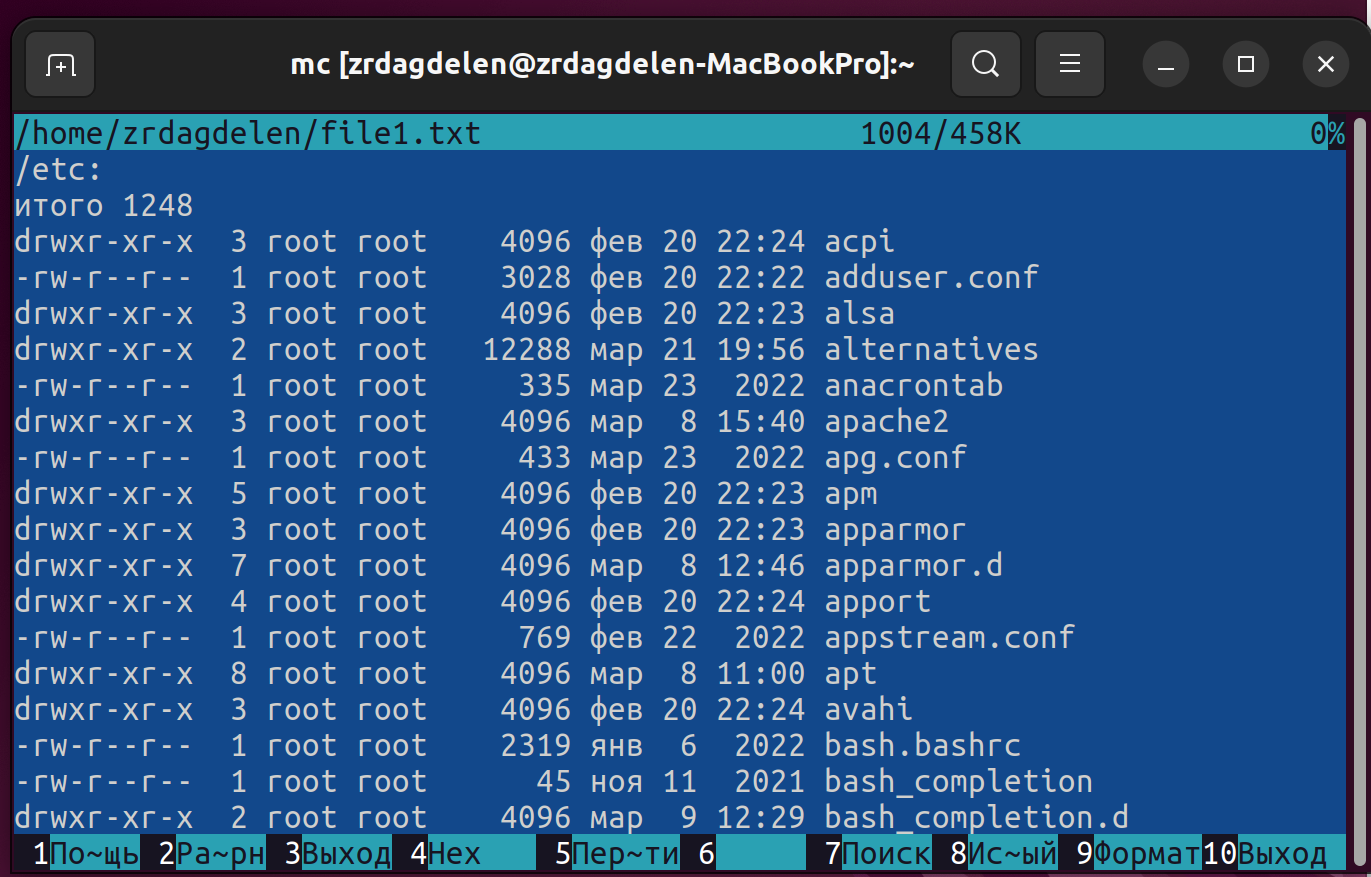 mc [zrdagdelen@zrdagdelen-MacBookPro]:~
/home/zrdagdelen/file1.txt 1004/458K 0%
/etc:
итого 1248
drwxr-xr-x 3 root root 4096 фев 20 22:24 acpi
-rw-r--r-- 1 root root 3028 фев 20 22:22 adduser.conf
drwxr-xr-x 3 root root 4096 фев 20 22:23 alsa
drwxr-xr-x 2 root root 12288 мар 21 19:56 alternatives
-rw-r--r-- 1 root root 335 мар 23 2022 anacrontab
drwxr-xr-x 3 root root 4096 мар 8 15:40 apache2
-rw-r--r-- 1 root root 433 мар 23 2022 apg.conf
drwxr-xr-x 5 root root 4096 фев 20 22:23 apm
drwxr-xr-x 3 root root 4096 фев 20 22:23 apparmor
drwxr-xr-x 7 root root 4096 мар 8 12:46 apparmor.d
drwxr-xr-x 4 root root 4096 фев 20 22:24 apport
-rw-r--r-- 1 root root 769 фев 22 2022 appstream.conf
drwxr-xr-x 8 root root 4096 мар 8 11:00 apt
drwxr-xr-x 3 root root 4096 фев 20 22:24 avahi
-rw-r--r-- 1 root root 2319 янв 6 2022 bash.bashrc
-rw-r--r-- 1 root root 45 ноя 11 2021 bash_completion
drwxr-xr-x 2 root root 4096 мар 9 12:29 bash_completion.d
1По~щь 2Ра~рн 3Выход 4Hex 5Пер~ти 6 7Поиск 8Ис~ый 9Формат10Выход